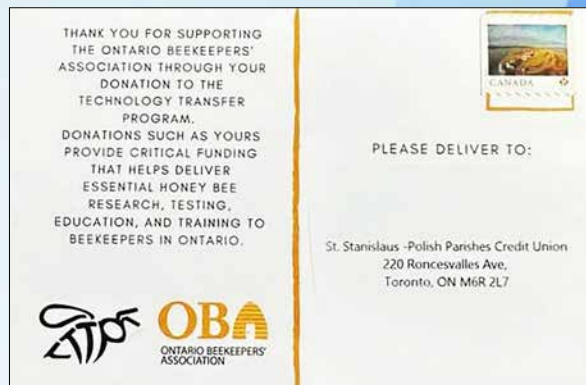 THANK YOU FOR SUPPORTING
THE ONTARIO BEEKEEPERS'
ASSOCIATION THROUGH YOUR
DONATION TO THE
TECHNOLOGY TRANSFER
PROGRAM.
DONATIONS SUCH AS YOURS
PROVIDE CRITICAL FUNDING
THAT HELPS DELIVER
ESSENTIAL HONEY BEE
RESEARCH, TESTING,
EDUCATION, AND TRAINING TO
BEEKEEPERS IN ONTARIO.
OBA
ONTARIO BEEKEEPERS'
ASSOCIATION
CANADA P
PLEASE DELIVER TO:
St. Stanislaus -Polish Parishes Credit Union
220 Roncesvalles Ave,
Toronto, ON M6R 2L7